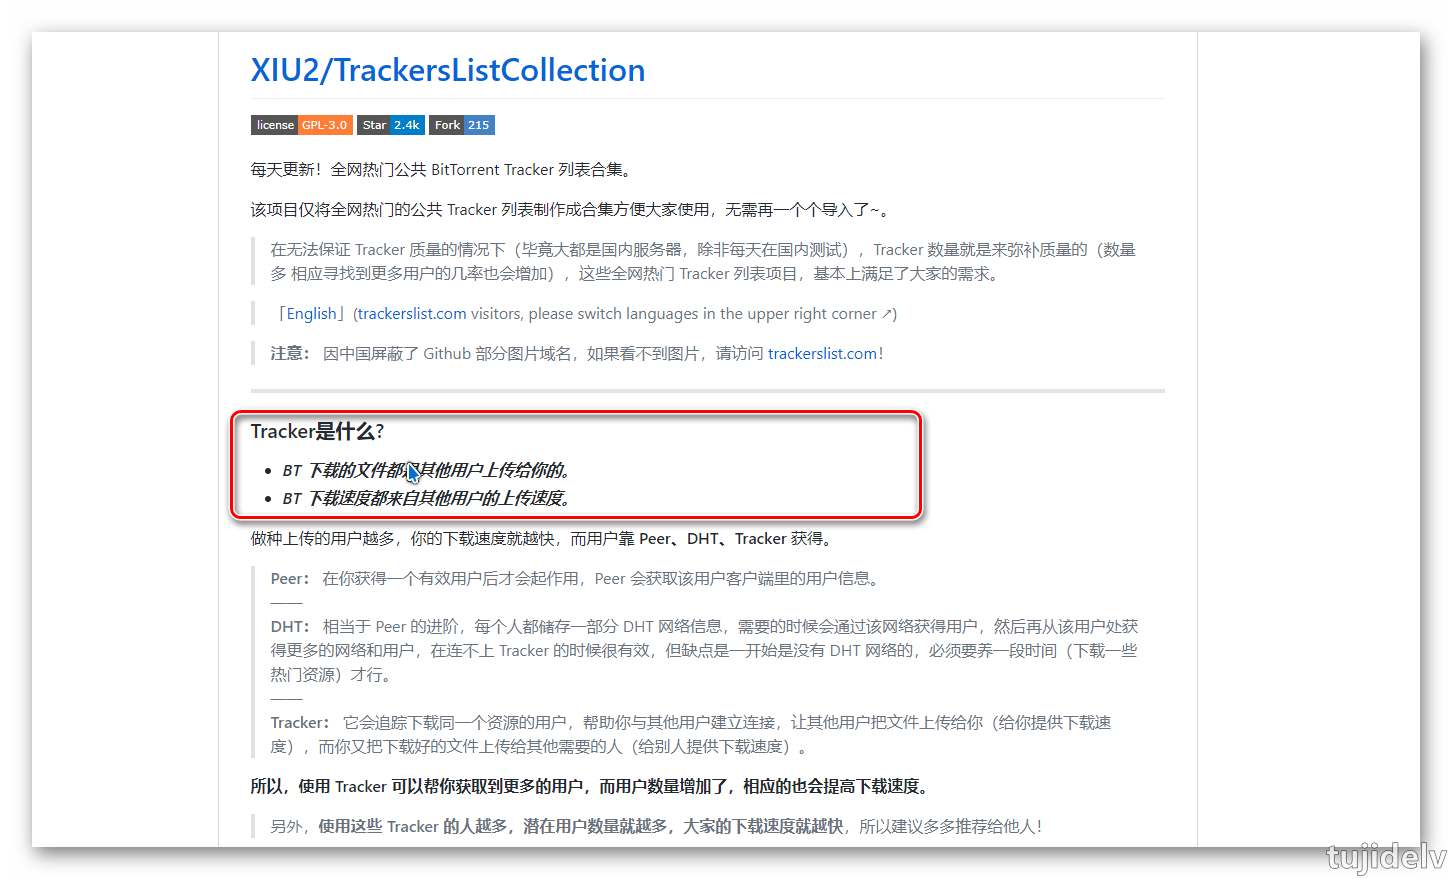 XIU2/TrackersListCollection
license GPL-3.0 Star 2.4k Fork 215
每天更新！全网热门公共 BitTorrent Tracker 列表合集。
该项目仅将全网热门的公共 Tracker 列表制作成合集方便大家使用，无需再一个个导入了~。
在无法保证 Tracker 质量的情况下（毕竟大都是国内服务器，除非每天在国内测试），Tracker 数量就是来弥补质量的（数量
多 相应寻找到更多用户的几率也会增加），这些全网热门 Tracker 列表项目，基本上满足了大家的需求。
「English」(trackerslist.com visitors, please switch languages in the upper right corner ↗)
注意： 因中国屏蔽了 Github 部分图片域名，如果看不到图片，请访问 trackerslist.com！
Tracker是什么?
• BT 下载的文件都是其他用户上传给你的。
• BT 下载速度都来自其他用户的上传速度。
做种上传的用户越多，你的下载速度就越快，而用户靠 Peer、DHT、Tracker 获得。
Peer： 在你获得一个有效用户后才会起作用，Peer 会获取该用户客户端里的用户信息。
——
DHT： 相当于 Peer 的进阶，每个人都储存一部分 DHT 网络信息，需要的时候会通过该网络获得用户，然后再从该用户处获
得更多的网络和用户，在连不上 Tracker 的时候很有效，但缺点是一开始是没有 DHT 网络的，必须要养一段时间（下载一些
热门资源）才行。
——
Tracker： 它会追踪下载同一个资源的用户，帮助你与其他用户建立连接，让其他用户把文件上传给你（给你提供下载速
度），而你又把下载好的文件上传给其他需要的人（给别人提供下载速度）。
所以，使用 Tracker 可以帮你获取到更多的用户，而用户数量增加了，相应的也会提高下载速度。
另外，使用这些 Tracker 的人越多，潜在用户数量就越多，大家的下载速度就越快，所以建议多多推荐给他人！
tujidelv